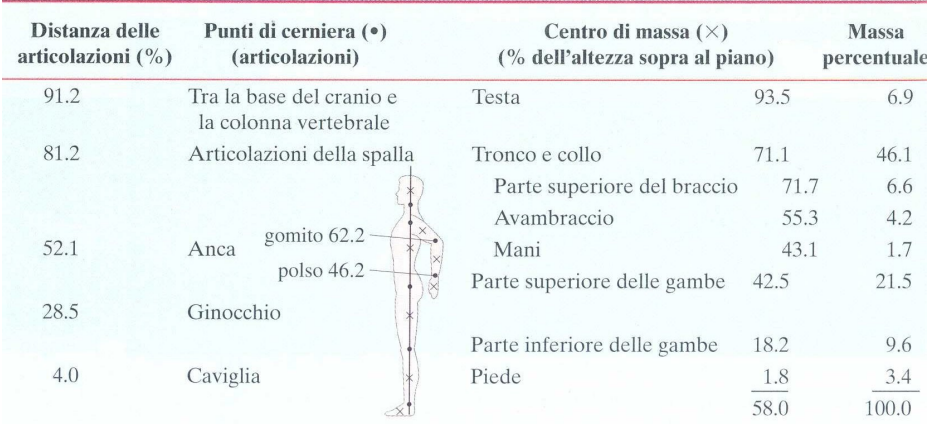 Distanza delle Punti di cerniera (•) Centro di massa (×) Massa
articolazioni (%) (articolazioni) (% dell'altezza sopra al piano) percentuale
91.2 Tra la base del cranio e Testa 93.5 6.9
la colonna vertebrale
81.2 Articolazioni della spalla Tronco e collo 71.1 46.1
Parte superiore del braccio 71.7 6.6
Avambraccio 55.3 4.2
gomito 62.2
52.1 Anca Mani 43.1 1.7
polso 46.2
Parte superiore delle gambe 42.5 21.5
28.5 Ginocchio
Parte inferiore delle gambe 18.2 9.6
4.0 Caviglia Piede 1.8 3.4
58.0 100.0